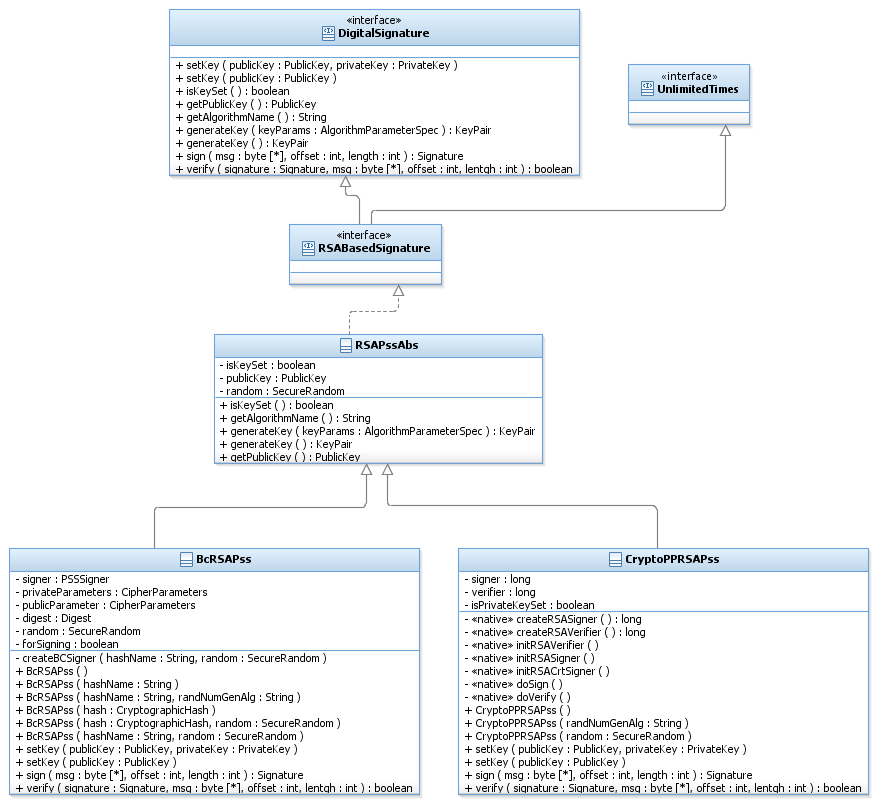 «interface»
DigitalSignature
+ setKey ( publicKey : PublicKey, privateKey : PrivateKey )
+ setKey ( publicKey : PublicKey )
+ isKeySet ( ) : boolean
+ getPublicKey ( ) : PublicKey
+ getAlgorithmName ( ) : String
+ generateKey ( keyParams : AlgorithmParameterSpec ) : KeyPair
+ generateKey ( ) : KeyPair
+ sign ( msg : byte [*], offset : int, length : int ) : Signature
+ verify ( signature : Signature, msg : byte [*], offset : int, length : int ) : boolean
«interface»
UnlimitedTimes
«interface»
RSABasedSignature
RSAPssAbs
- isKeySet : boolean
- publicKey : PublicKey
- random : SecureRandom
+ isKeySet ( ) : boolean
+ getAlgorithmName ( ) : String
+ generateKey ( keyParams : AlgorithmParameterSpec ) : KeyPair
+ generateKey ( ) : KeyPair
+ getPublicKey ( ) : PublicKey
BcRSAPss
- signer : PSSSigner
- privateParameters : CipherParameters
- publicParameter : CipherParameters
- digest : Digest
- random : SecureRandom
- forSigning : boolean
- createBCSigner ( hashName : String, random : SecureRandom )
+ BcRSAPss ( )
+ BcRSAPss ( hashName : String )
+ BcRSAPss ( hashName : String, randNumGenAlg : String )
+ BcRSAPss ( hash : CryptographicHash )
+ BcRSAPss ( hash : CryptographicHash, random : SecureRandom )
+ BcRSAPss ( hashName : String, random : SecureRandom )
+ setKey ( publicKey : PublicKey, privateKey : PrivateKey )
+ setKey ( publicKey : PublicKey )
+ sign ( msg : byte [*], offset : int, length : int ) : Signature
+ verify ( signature : Signature, msg : byte [*], offset : int, length : int ) : boolean
CryptoPPRSAPss
- signer : long
- verifier : long
- isPrivateKeySet : boolean
- «native» createRSASigner ( ) : long
- «native» createRSAVerifier ( ) : long
- «native» initRSAVerifier ( )
- «native» initRSASigner ( )
- «native» initRSACrtSigner ( )
- «native» doSign ( )
- «native» doVerify ( )
+ CryptoPPRSAPss ( )
+ CryptoPPRSAPss ( randNumGenAlg : String )
+ CryptoPPRSAPss ( random : SecureRandom )
+ setKey ( publicKey : PublicKey, privateKey : PrivateKey )
+ setKey ( publicKey : PublicKey )
+ sign ( msg : byte [*], offset : int, length : int ) : Signature
+ verify ( signature : Signature, msg : byte [*], offset : int, length : int ) : boolean